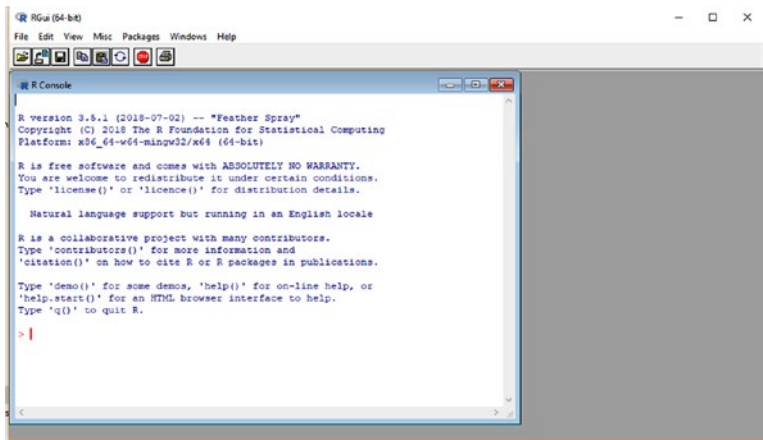 RGui (64-bit)
File Edit View Misc Packages Windows Help
R Console
R version 3.5.1 (2018-07-02) -- "Feather Spray"
Copyright (C) 2018 The R Foundation for Statistical Computing
Platform: x86_64-w64-mingw32/x64 (64-bit)
R is free software and comes with ABSOLUTELY NO WARRANTY.
You are welcome to redistribute it under certain conditions.
Type 'license()' or 'licence()' for distribution details.
Natural language support but running in an English locale
R is a collaborative project with many contributors.
Type 'contributors()' for more information and
'citation()' on how to cite R or R packages in publications.
Type 'demo()' for some demos, 'help()' for on-line help, or
'help.start()' for an HTML browser interface to help.
Type 'q()' to quit R.
>